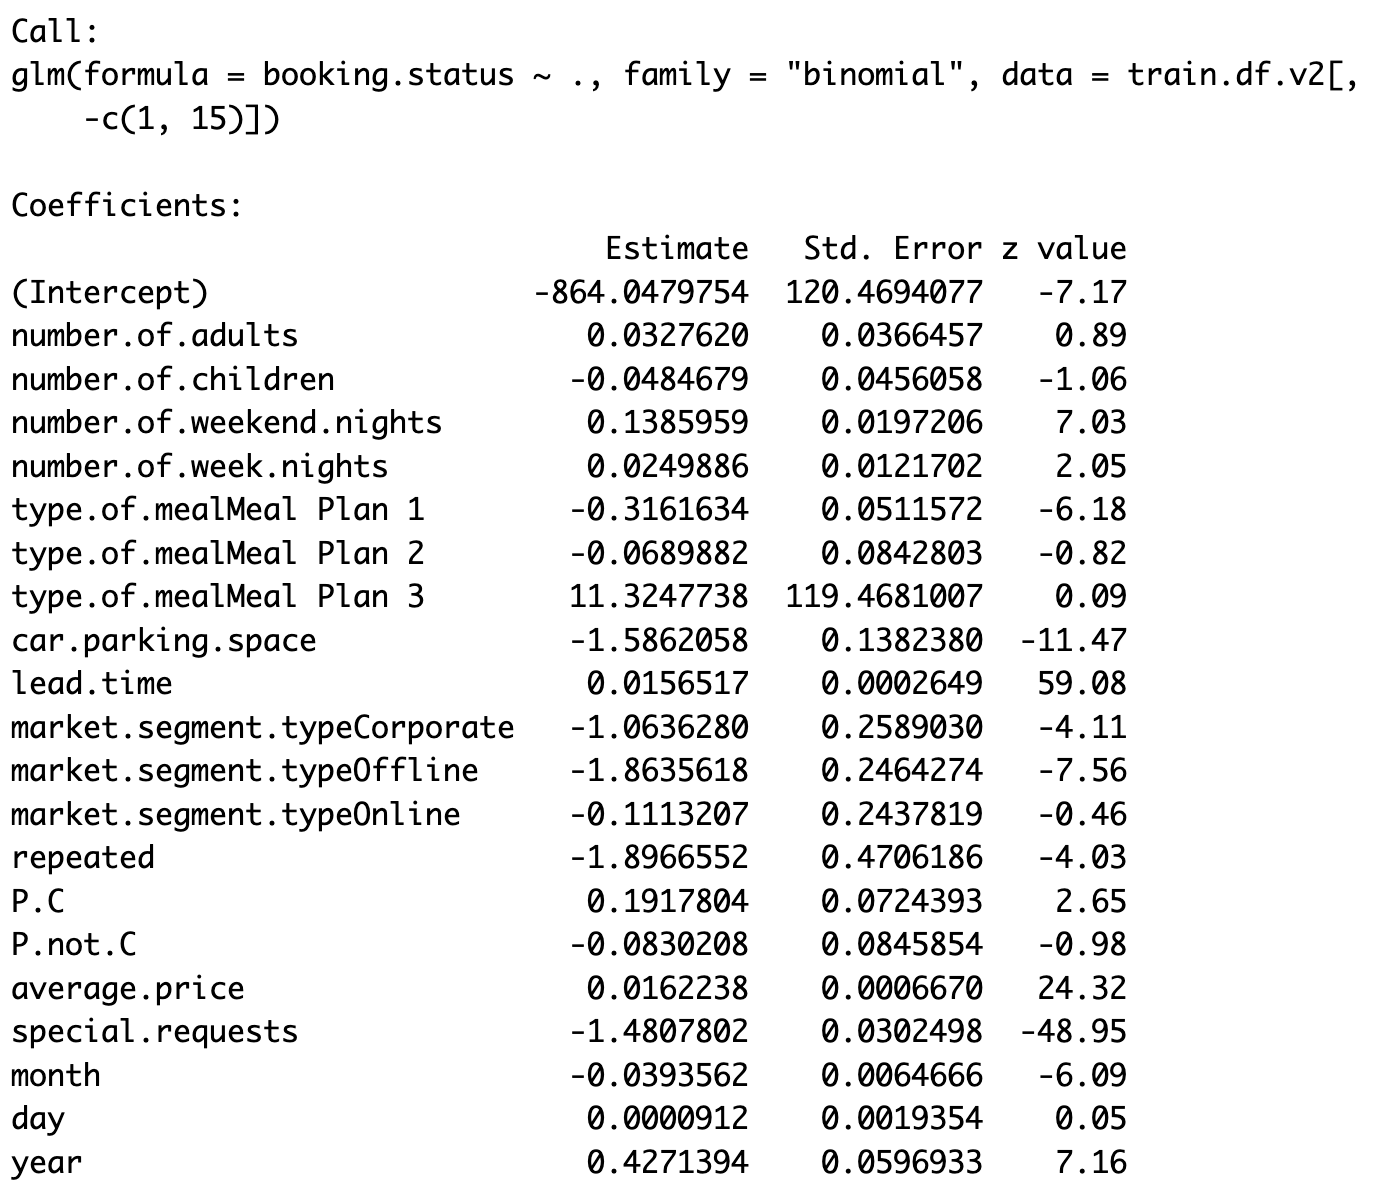 Call:
glm(formula = booking.status ~ ., family = "binomial", data = train.df.v2[,
    -c(1, 15)])

Coefficients:
                               Estimate   Std. Error z value
(Intercept)                -864.0479754  120.4694077   -7.17
number.of.adults              0.0327620    0.0366457    0.89
number.of.children           -0.0484679    0.0456058   -1.06
number.of.weekend.nights      0.1385959    0.0197206    7.03
number.of.week.nights         0.0249886    0.0121702    2.05
type.of.mealMeal Plan 1      -0.3161634    0.0511572   -6.18
type.of.mealMeal Plan 2      -0.0689882    0.0842803   -0.82
type.of.mealMeal Plan 3      11.3247738  119.4681007    0.09
car.parking.space            -1.5862058    0.1382380  -11.47
lead.time                     0.0156517    0.0002649   59.08
market.segment.typeCorporate -1.0636280    0.2589030   -4.11
market.segment.typeOffline   -1.8635618    0.2464274   -7.56
market.segment.typeOnline    -0.1113207    0.2437819   -0.46
repeated                     -1.8966552    0.4706186   -4.03
P.C                           0.1917804    0.0724393    2.65
P.not.C                      -0.0830208    0.0845854   -0.98
average.price                 0.0162238    0.0006670   24.32
special.requests             -1.4807802    0.0302498  -48.95
month                        -0.0393562    0.0064666   -6.09
day                           0.0000912    0.0019354    0.05
year                          0.4271394    0.0596933    7.16